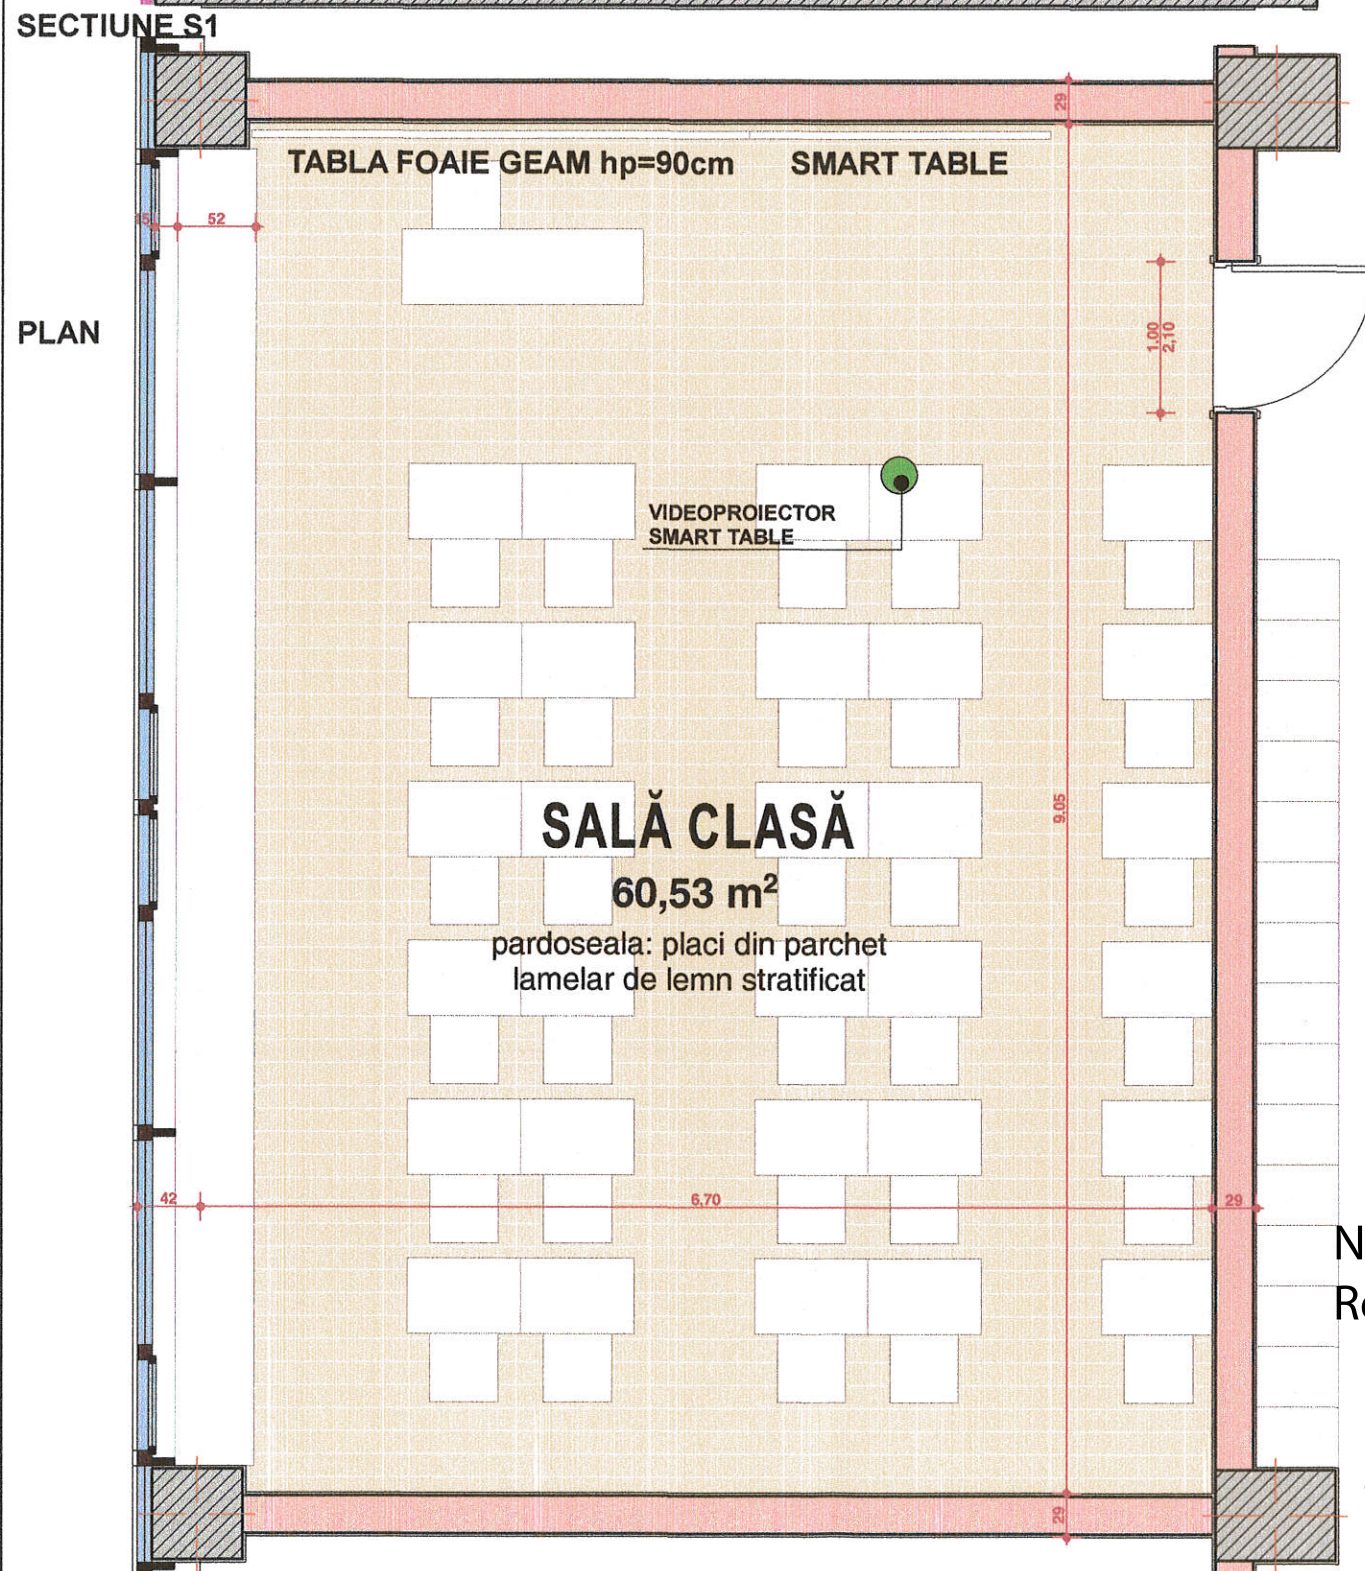 SECTIUNE S1
29
TABLA FOAIE GEAM hp=90cm SMART TABLE
15 52
PLAN
1,00
2,10
VIDEOPROIECTOR
SMART TABLE
SALĂ CLASĂ
9,05
60,53 m²
pardoseala: placi din parchet
lamelar de lemn stratificat
42 6,70 29
29